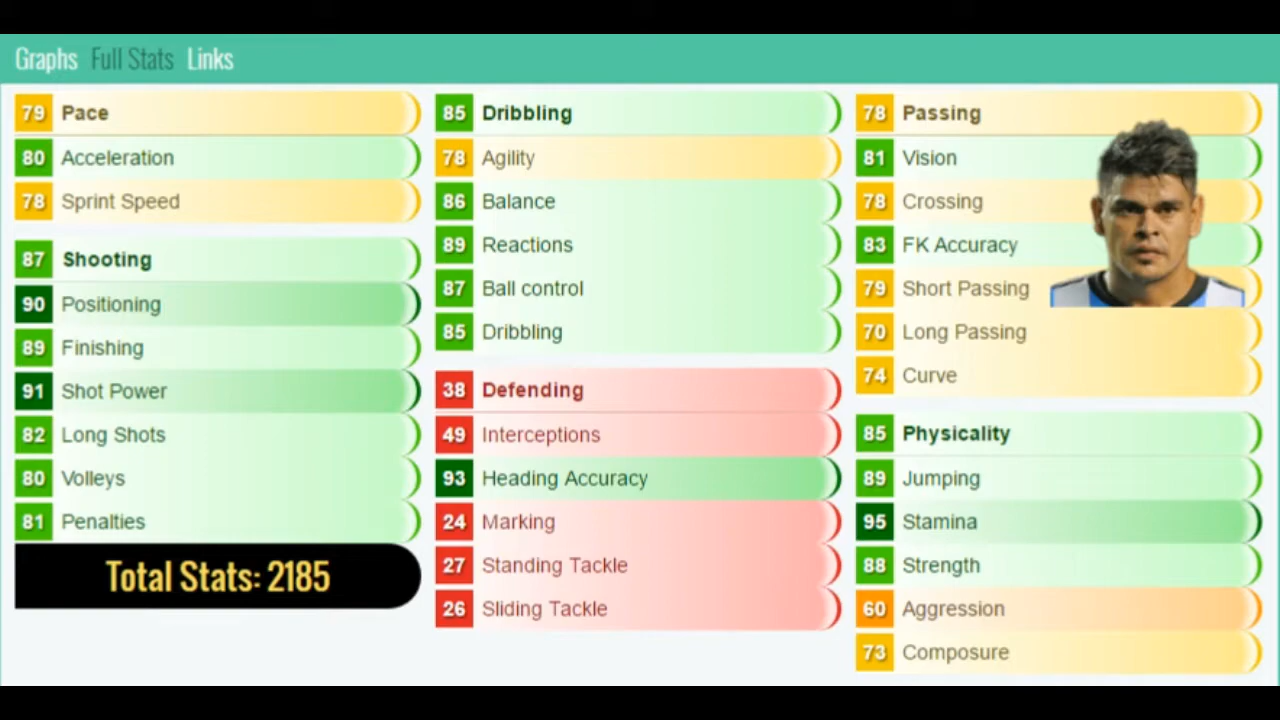 Graphs Full Stats Links
79 Pace
80 Acceleration
78 Sprint Speed
87 Shooting
90 Positioning
89 Finishing
91 Shot Power
82 Long Shots
80 Volleys
81 Penalties
Total Stats: 2185
85 Dribbling
78 Agility
86 Balance
89 Reactions
87 Ball control
85 Dribbling
38 Defending
49 Interceptions
93 Heading Accuracy
24 Marking
27 Standing Tackle
26 Sliding Tackle
78 Passing
81 Vision
78 Crossing
83 FK Accuracy
79 Short Passing
70 Long Passing
74 Curve
85 Physicality
89 Jumping
95 Stamina
88 Strength
60 Aggression
73 Composure